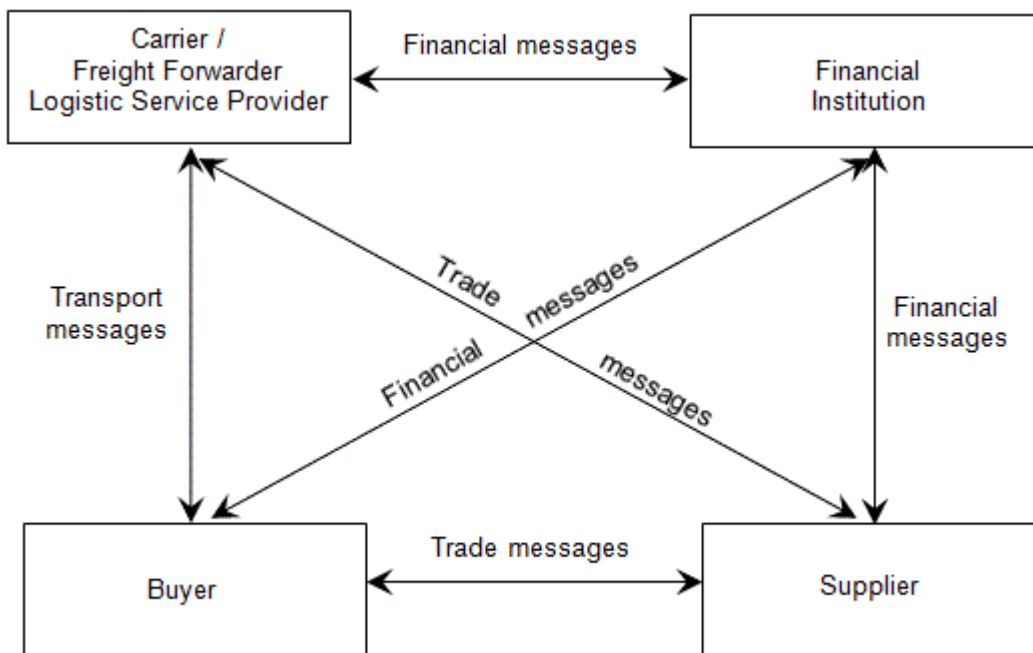 Carrier /
Freight Forwarder
Logistic Service Provider
Financial messages
Financial
Institution
Transport
messages
Trade messages
Financial messages
Financial
messages
Buyer
Trade messages
Supplier